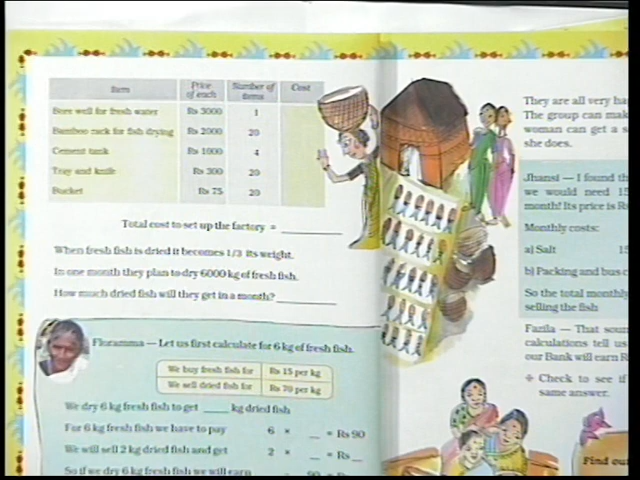 Item Price of each Number of items Cost
Bore well for fresh water Rs 3000 1
Bamboo rack for fish drying Rs 2000 20
Cement tank Rs 1000 4
Tray and knife Rs 300 20
Bucket Rs 75 20
Total cost to set up the factory = ________
When fresh fish is dried it becomes 1/3 its weight.
In one month they plan to dry 6000 kg of fresh fish.
How much dried fish will they get in a month? ________
Floramma — Let us first calculate for 6 kg of fresh fish.
We buy fresh fish for Rs 15 per kg
We sell dried fish for Rs 70 per kg
We dry 6 kg fresh fish to get ____ kg dried fish
For 6 kg fresh fish we have to pay 6 × __ = Rs 90
We will sell 2 kg dried fish and get 2 × __ = Rs __
So if we dry 6 kg fresh fish we will earn
They are all very
The group can
woman can get a
she does.
Jhansi — I found
we would need
month! Its price is
Monthly costs:
a) Salt
b) Packing and bus
So the total monthly
selling the fish
Fazila — That
calculations tell us
our Bank will earn
Check to see if
same answer.
Find out